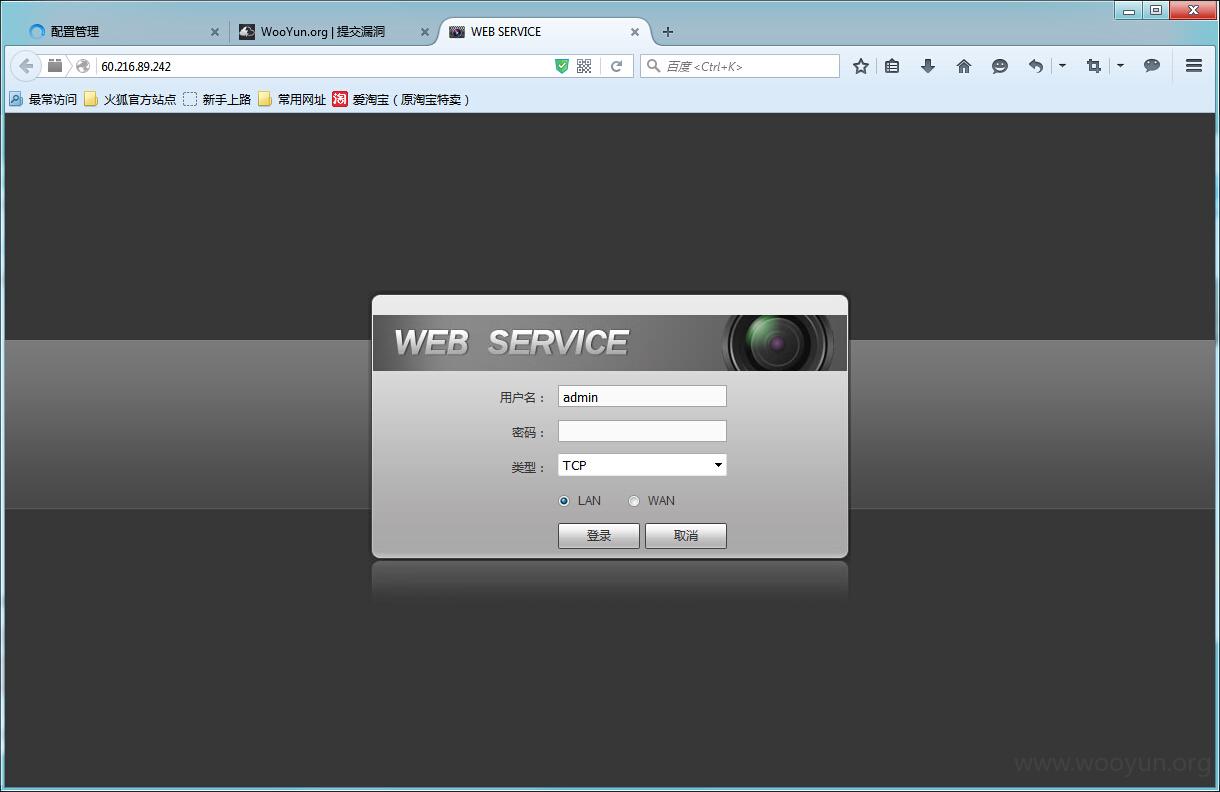 配置管理
WooYun.org | 提交漏洞
WEB SERVICE
60.216.89.242
百度 <Ctrl+K>
最常访问
火狐官方站点
新手上路
常用网址
淘
爱淘宝（原淘宝特卖）
WEB SERVICE
用户名：
admin
密码：
类型：
TCP
LAN
WAN
登录
取消
www.wooyun.org